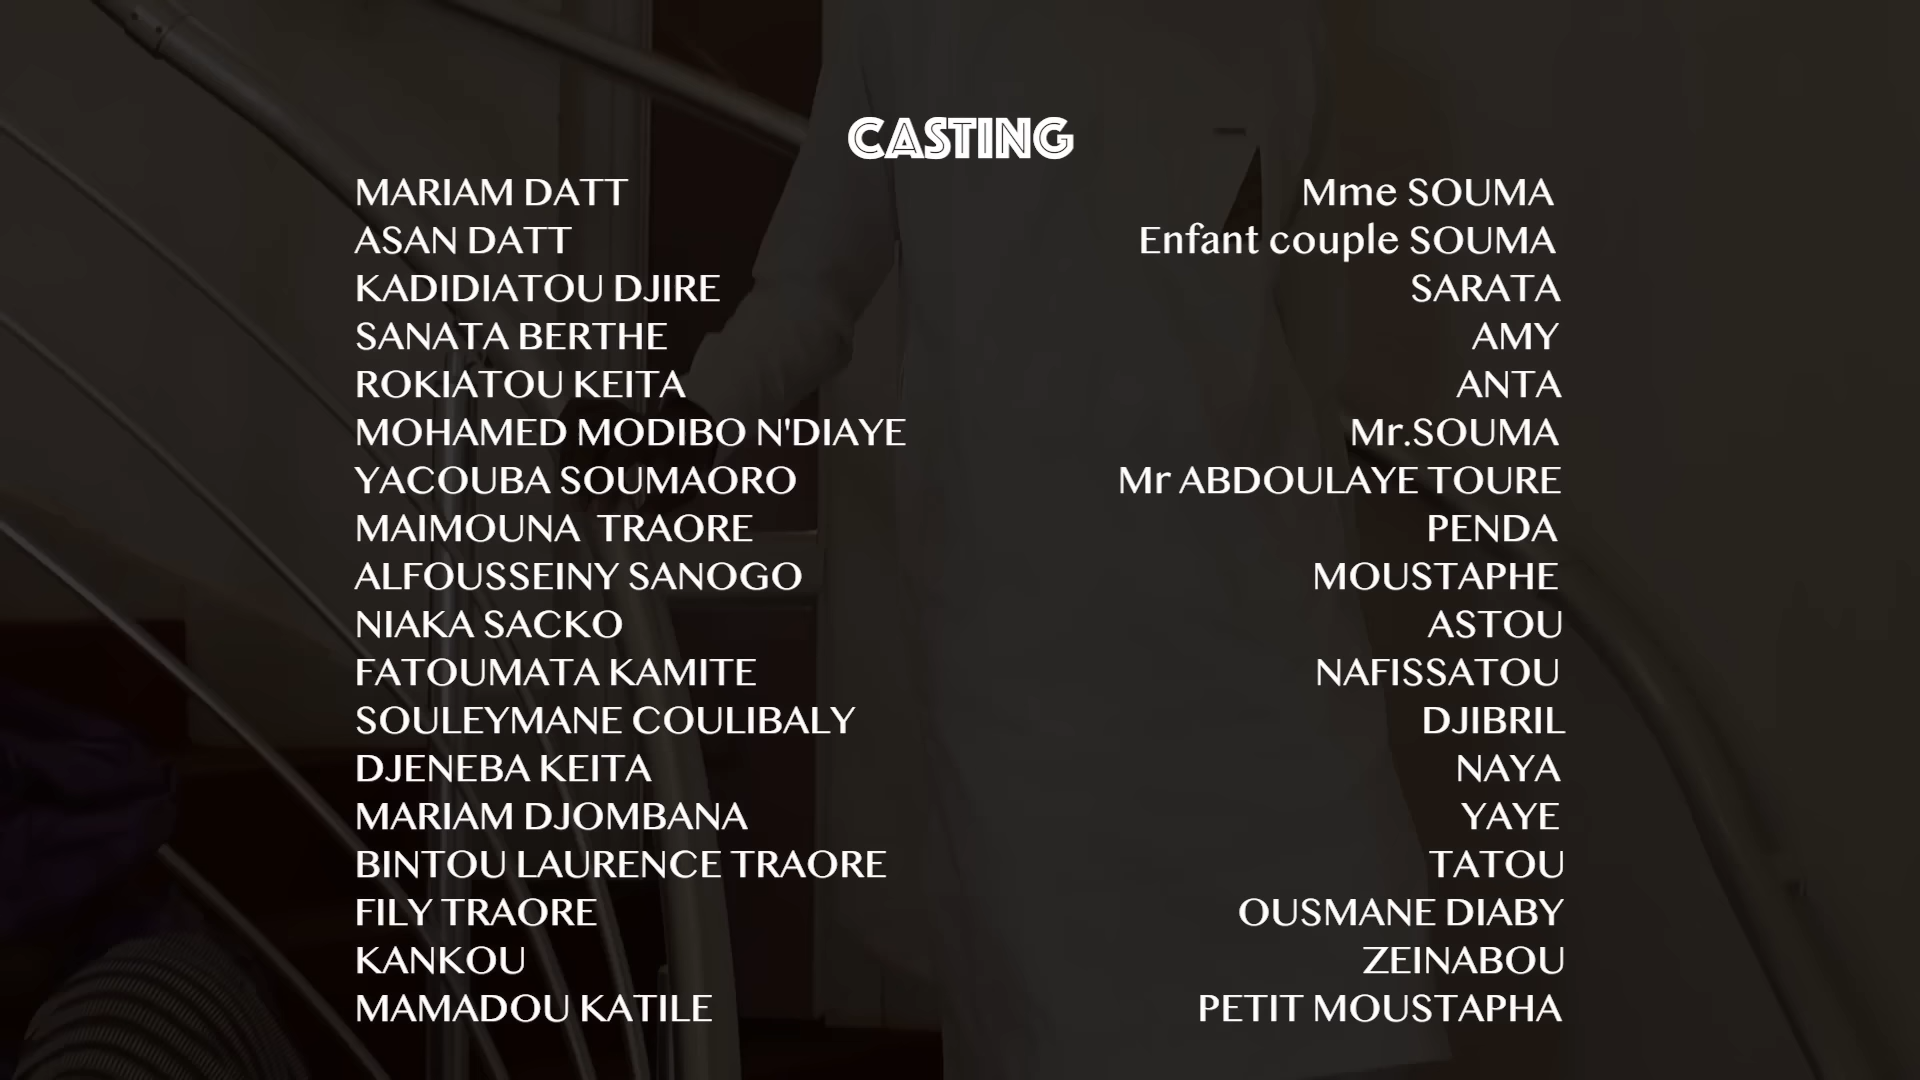 CASTING
MARIAM DATT Mme SOUMA
ASAN DATT Enfant couple SOUMA
KADIDIATOU DJIRE SARATA
SANATA BERTHE AMY
ROKIATOU KEITA ANTA
MOHAMED MODIBO N'DIAYE Mr.SOUMA
YACOUBA SOUMAORO Mr ABDOULAYE TOURE
MAIMOUNA TRAORE PENDA
ALFOUSSEINY SANOGO MOUSTAPHE
NIAKA SACKO ASTOU
FATOUMATA KAMITE NAFISSATOU
SOULEYMANE COULIBALY DJIBRIL
DJENEBA KEITA NAYA
MARIAM DJOMBANA YAYE
BINTOU LAURENCE TRAORE TATOU
FILY TRAORE OUSMANE DIABY
KANKOU ZEINABOU
MAMADOU KATILE PETIT MOUSTAPHA